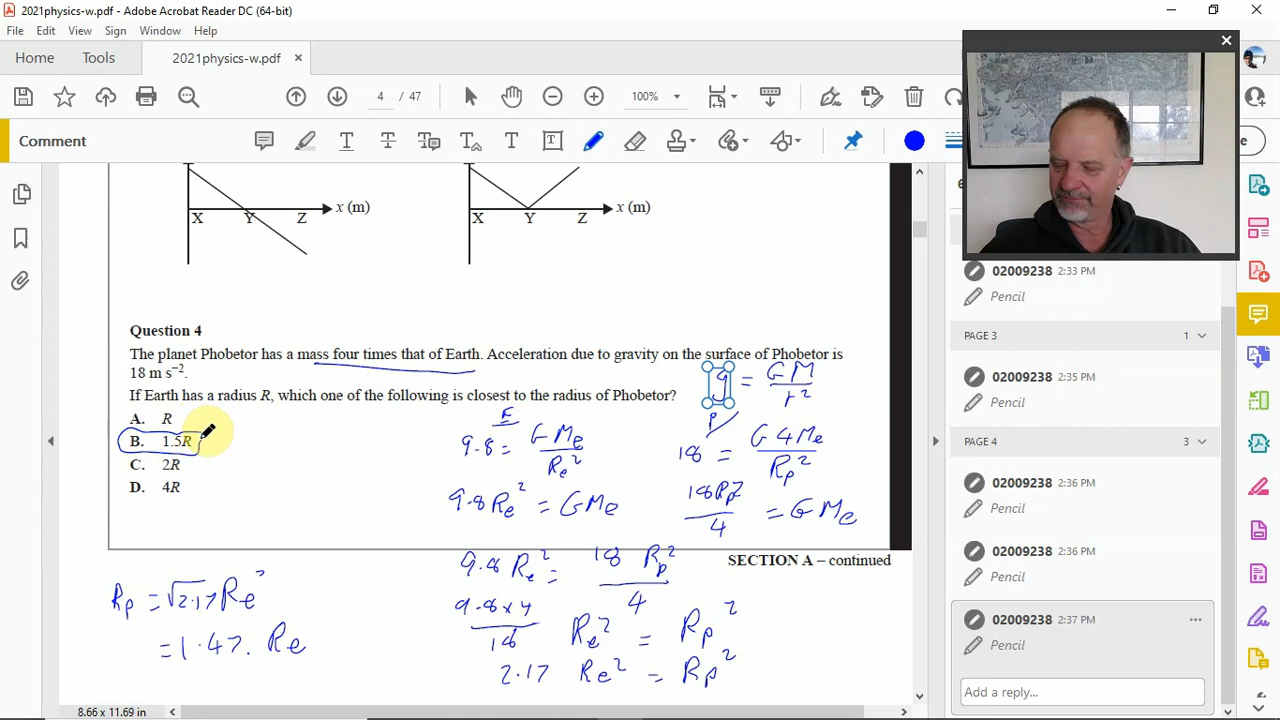 2021physics-w.pdf - Adobe Acrobat Reader DC (64-bit)
File Edit View Sign Window Help
Home Tools 2021physics-w.pdf ×
4 / 47 100%
Comment
X Y Z x (m)
X Y Z x (m)
Question 4
The planet Phobetor has a mass four times that of Earth. Acceleration due to gravity on the surface of Phobetor is
18 m s⁻².
If Earth has a radius R, which one of the following is closest to the radius of Phobetor?
A. R
B. 1.5R
C. 2R
D. 4R
g = GM / r²
E
9.8 = GMe / Re²
9.8 Re² = GMe
P
18 = G4Me / Rp²
18Rp² / 4 = GMe
SECTION A – continued
9.8 Re² = 18 Rp² / 4
9.8 x 4 / 18 Re² = Rp²
2.17 Re² = Rp²
Rp = √2.17 Re²
= 1.47. Re
02009238 2:33 PM
Pencil
PAGE 3 1
02009238 2:35 PM
Pencil
PAGE 4 3
02009238 2:36 PM
Pencil
02009238 2:36 PM
Pencil
02009238 2:37 PM
Pencil
Add a reply...
8.66 x 11.69 in